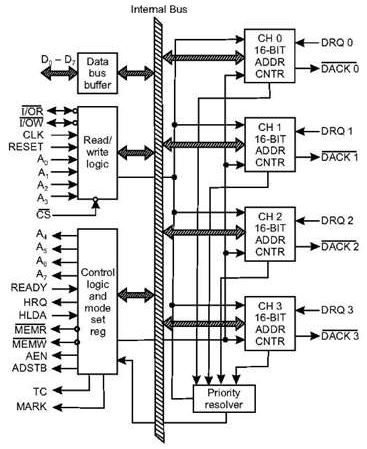 Internal Bus
D₀ – D₇
Data
bus
buffer
I/OR
I/OW
CLK
RESET
A₀
A₁
A₂
A₃
CS
Read/
write
logic
A₄
A₅
A₆
A₇
READY
HRQ
HLDA
MEMR
MEMW
AEN
ADSTB
TC
MARK
Control
logic
and
mode
set
reg
CH 0
16-BIT
ADDR
CNTR
DRQ 0
DACK 0
CH 1
16-BIT
ADDR
CNTR
DRQ 1
DACK 1
CH 2
16-BIT
ADDR
CNTR
DRQ 2
DACK 2
CH 3
16-BIT
ADDR
CNTR
DRQ 3
DACK 3
Priority
resolver